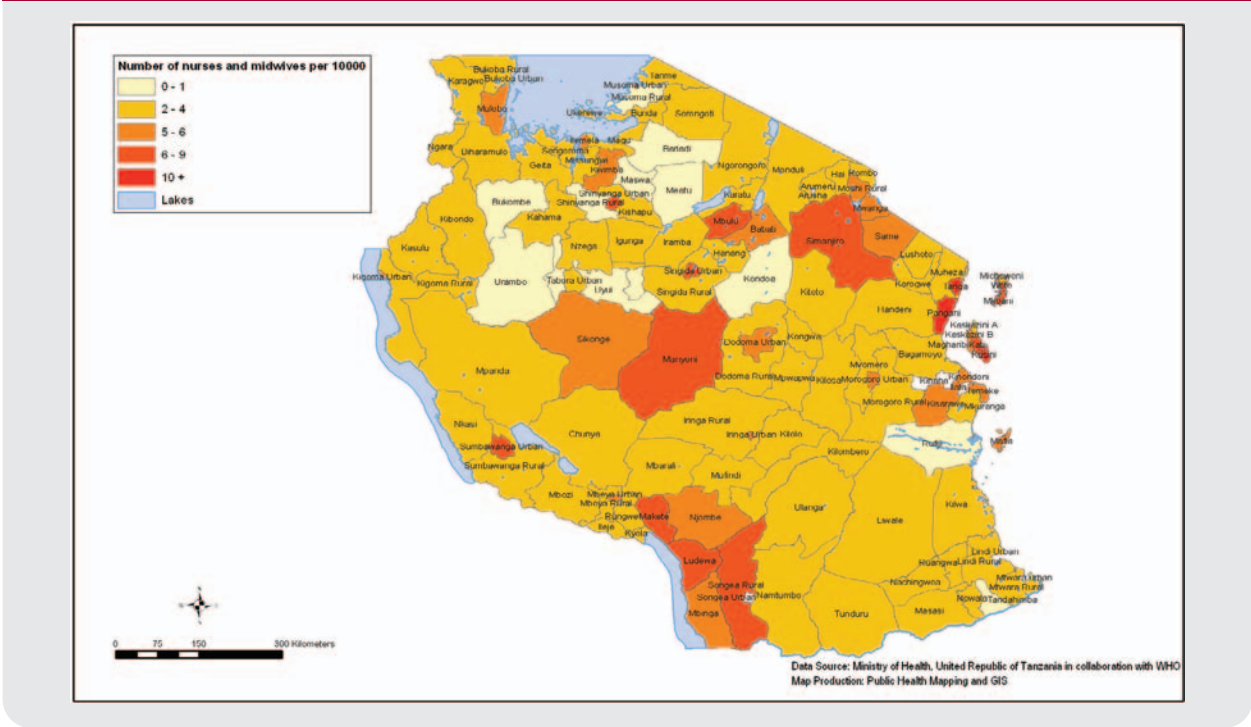 Number of nurses and midwives per 10000
0 - 1
2 - 4
5 - 6
6 - 9
10 +
Lakes
Bukoba Rural
Karagwe Bukoba Urban
Tarime
Musoma Urban
Musoma Rural
Bunda
Ngara
Geita
Magu
Kwimba
Maswa
Meatu
Ngorongoro
Monduli
Hai Rombo
Arumeru Moshi Rural
Arusha
Mwanga
Karatu
Shinyanga Urban
Shinyanga Rural
Kishapu
Bukombe
Kahama
Kibondo
Mbulu
Babati
Simanjiro
Same
Lushoto
Kasulu
Nzega
Igunga
Iramba
Hanang
Kigoma Urban
Kigoma Rural
Urambo
Tabora Urban
Uyui
Singida Urban
Singida Rural
Kondoa
Kiteto
Korogwe
Muheza
Tanga
Micheweni
Wete
Handeni
Pangani
Kaskazini A
Kaskazini B
Magharibi
Kusini
Sikonge
Manyoni
Dodoma Urban
Kongwa
Bagamoyo
Mpanda
Dodoma Rural Mpwapwa Kilosa Morogoro Urban
Kibaha
Kinondoni
Temeke
Morogoro Rural Kisarawe
Mkuranga
Nkasi
Chunya
Iringa Rural
Iringa Urban Kilolo
Rufiji
Mafia
Sumbawanga Urban
Sumbawanga Rural
Mbarali
Mufindi
Kilombero
Mbozi
Mbeya Urban
Mbeya Rural
Rungwe Makete
Ileje
Kyela
Njombe
Ulanga
Liwale
Kilwa
Ludewa
Songea Rural
Songea Urban Namtumbo
Mbinga
Tunduru
Lindi Urban
Ruangwa Lindi Rural
Nachingwea
Mtwara Urban
Mtwara Rural
Newala Tandahimba
Masasi
0 75 150 300 Kilometers
Data Source: Ministry of Health, United Republic of Tanzania in collaboration with WHO
Map Production: Public Health Mapping and GIS